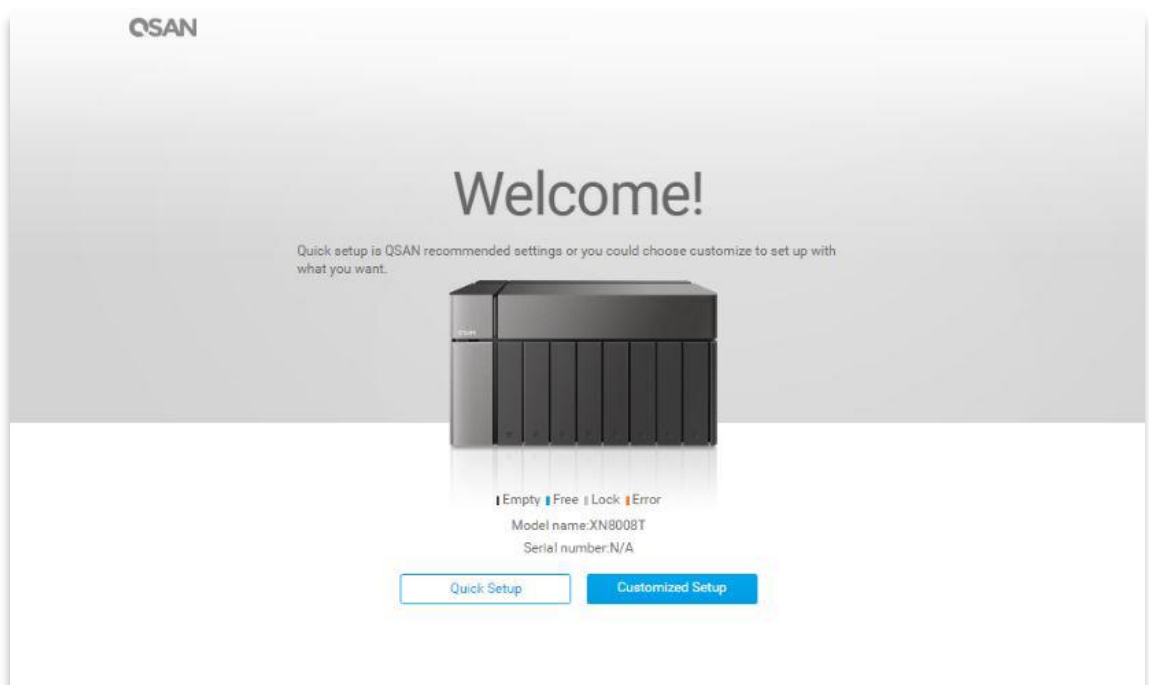 QSAN
Welcome!
Quick setup is QSAN recommended settings or you could choose customize to set up with
what you want.
QSAN
Empty Free Lock Error
Model name:XN8008T
Serial number:N/A
Quick Setup
Customized Setup